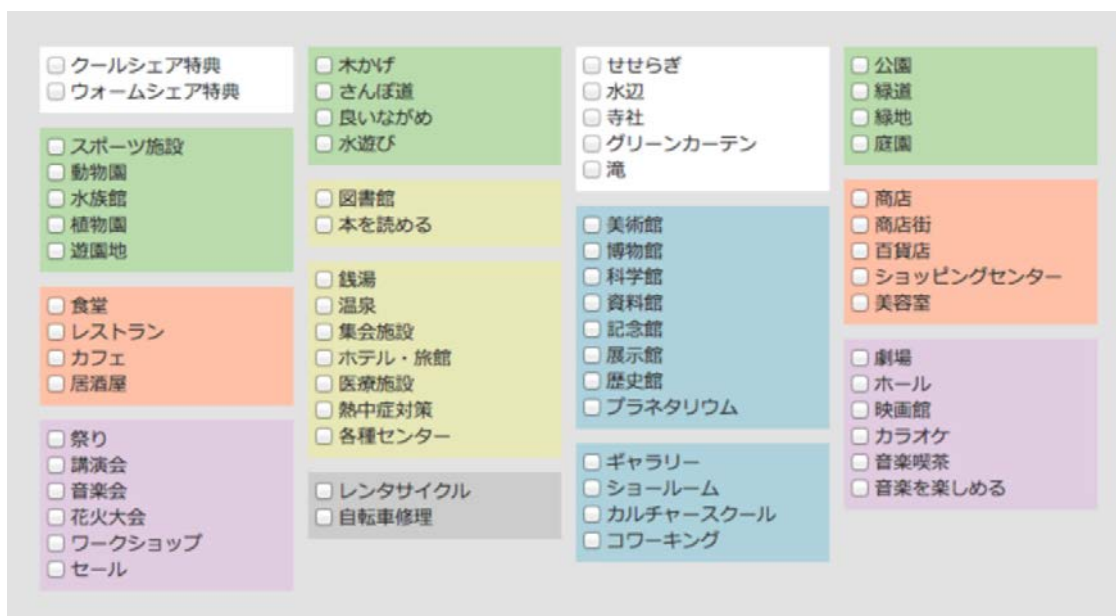 クールシェア特典
ウォームシェア特典
スポーツ施設
動物園
水族館
植物園
遊園地
食堂
レストラン
カフェ
居酒屋
祭り
講演会
音楽会
花火大会
ワークショップ
セール
木かげ
さんぽ道
良いながめ
水遊び
図書館
本を読める
銭湯
温泉
集会施設
ホテル・旅館
医療施設
熱中症対策
各種センター
レンタサイクル
自転車修理
せせらぎ
水辺
寺社
グリーンカーテン
滝
美術館
博物館
科学館
資料館
記念館
展示館
歴史館
プラネタリウム
ギャラリー
ショールーム
カルチャースクール
コワーキング
公園
緑道
緑地
庭園
商店
商店街
百貨店
ショッピングセンター
美容室
劇場
ホール
映画館
カラオケ
音楽喫茶
音楽を楽しめる